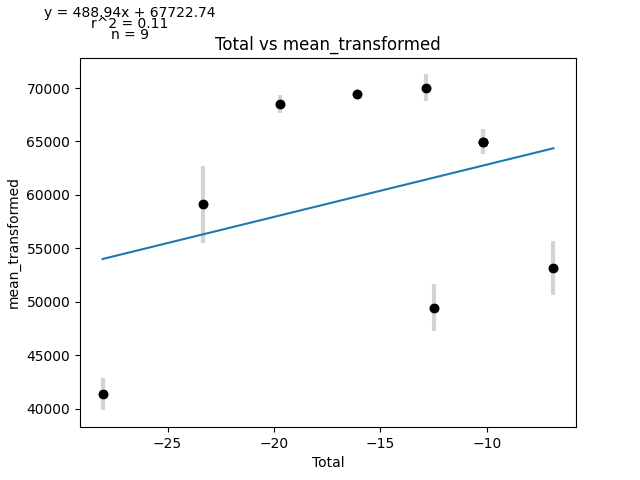 y = 488.94x + 67722.74
r^2 = 0.11
n = 9
Total vs mean_transformed
70000
65000
60000
55000
50000
45000
40000
mean_transformed
−25
−20
−15
−10
Total